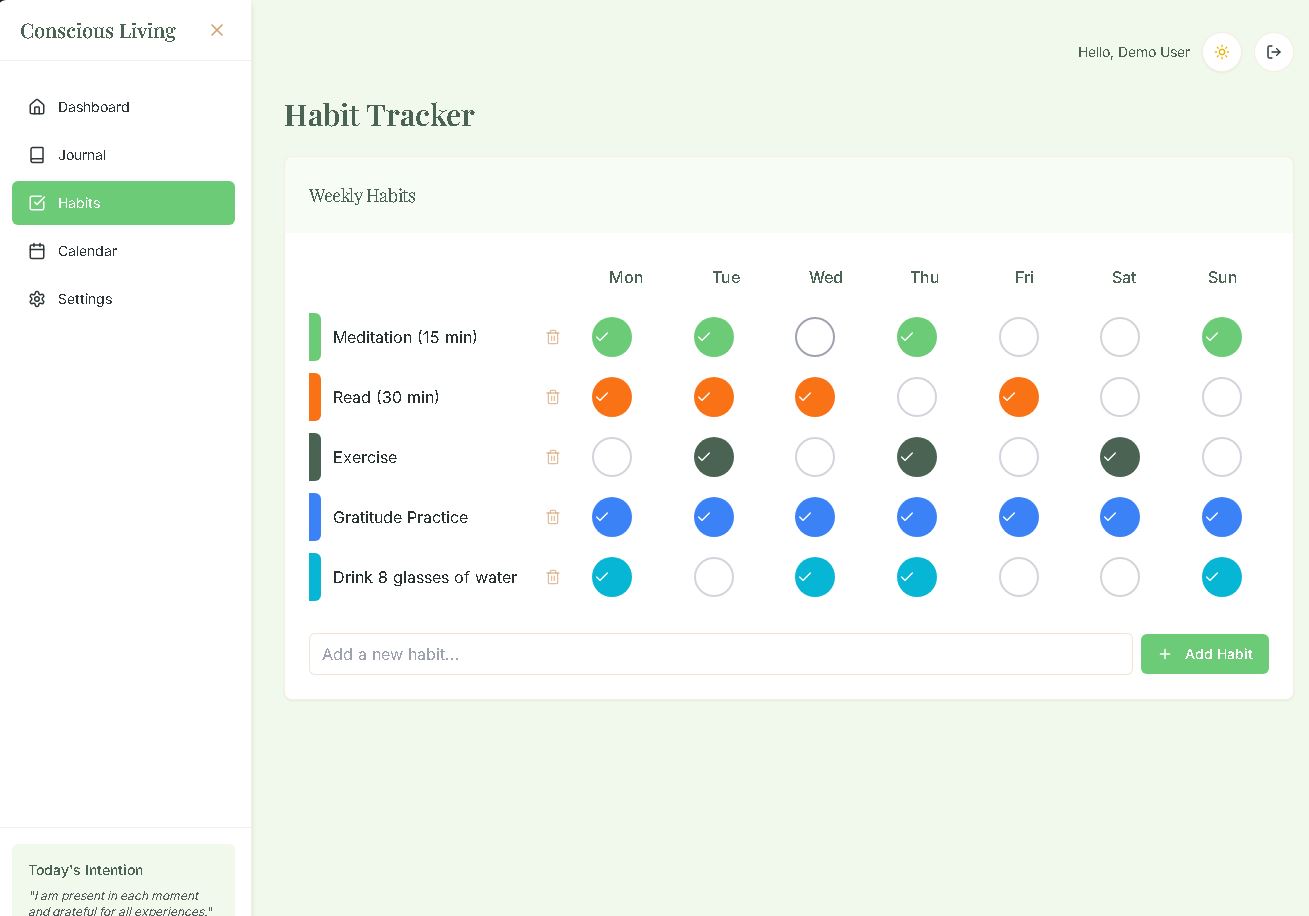 Conscious Living
Hello, Demo User
Dashboard
Journal
Habits
Calendar
Settings
Habit Tracker
Weekly Habits
Mon Tue Wed Thu Fri Sat Sun
Meditation (15 min)
Read (30 min)
Exercise
Gratitude Practice
Drink 8 glasses of water
Add a new habit...
+ Add Habit
Today's Intention
"I am present in each moment
and grateful for all experiences."